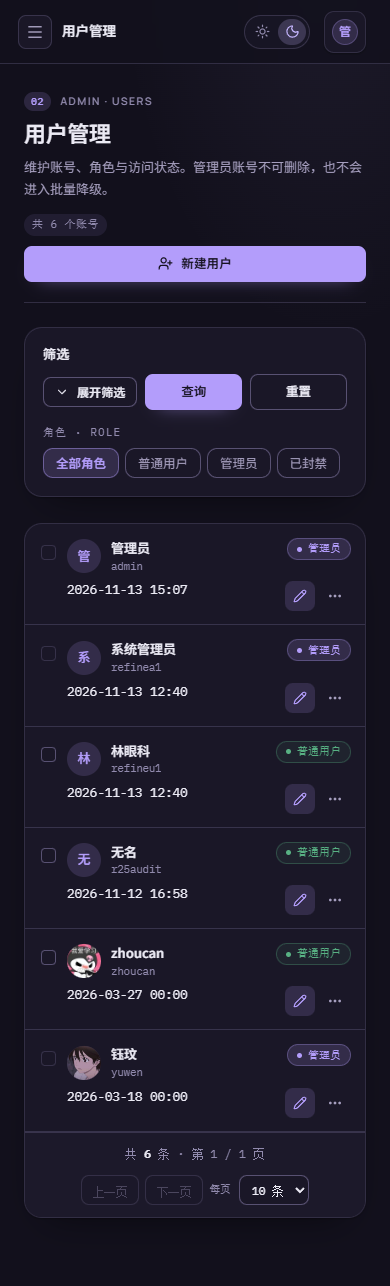 用户管理
管
02 ADMIN · USERS
用户管理
维护账号、角色与访问状态。管理员账号不可删除，也不会
进入批量降级。
共 6 个账号
新建用户
筛选
展开筛选 查询 重置
角色 · ROLE
全部角色 普通用户 管理员 已封禁
管 管理员 管理员
admin
2026-11-13 15:07
系 系统管理员 管理员
refinea1
2026-11-13 12:40
林 林眼科 普通用户
refineu1
2026-11-13 12:40
无 无名 普通用户
r25audit
2026-11-12 16:58
zhoucan 普通用户
zhoucan
2026-03-27 00:00
钰玟 管理员
yuwen
2026-03-18 00:00
共 6 条 · 第 1 / 1 页
上一页 下一页 每页 10 条